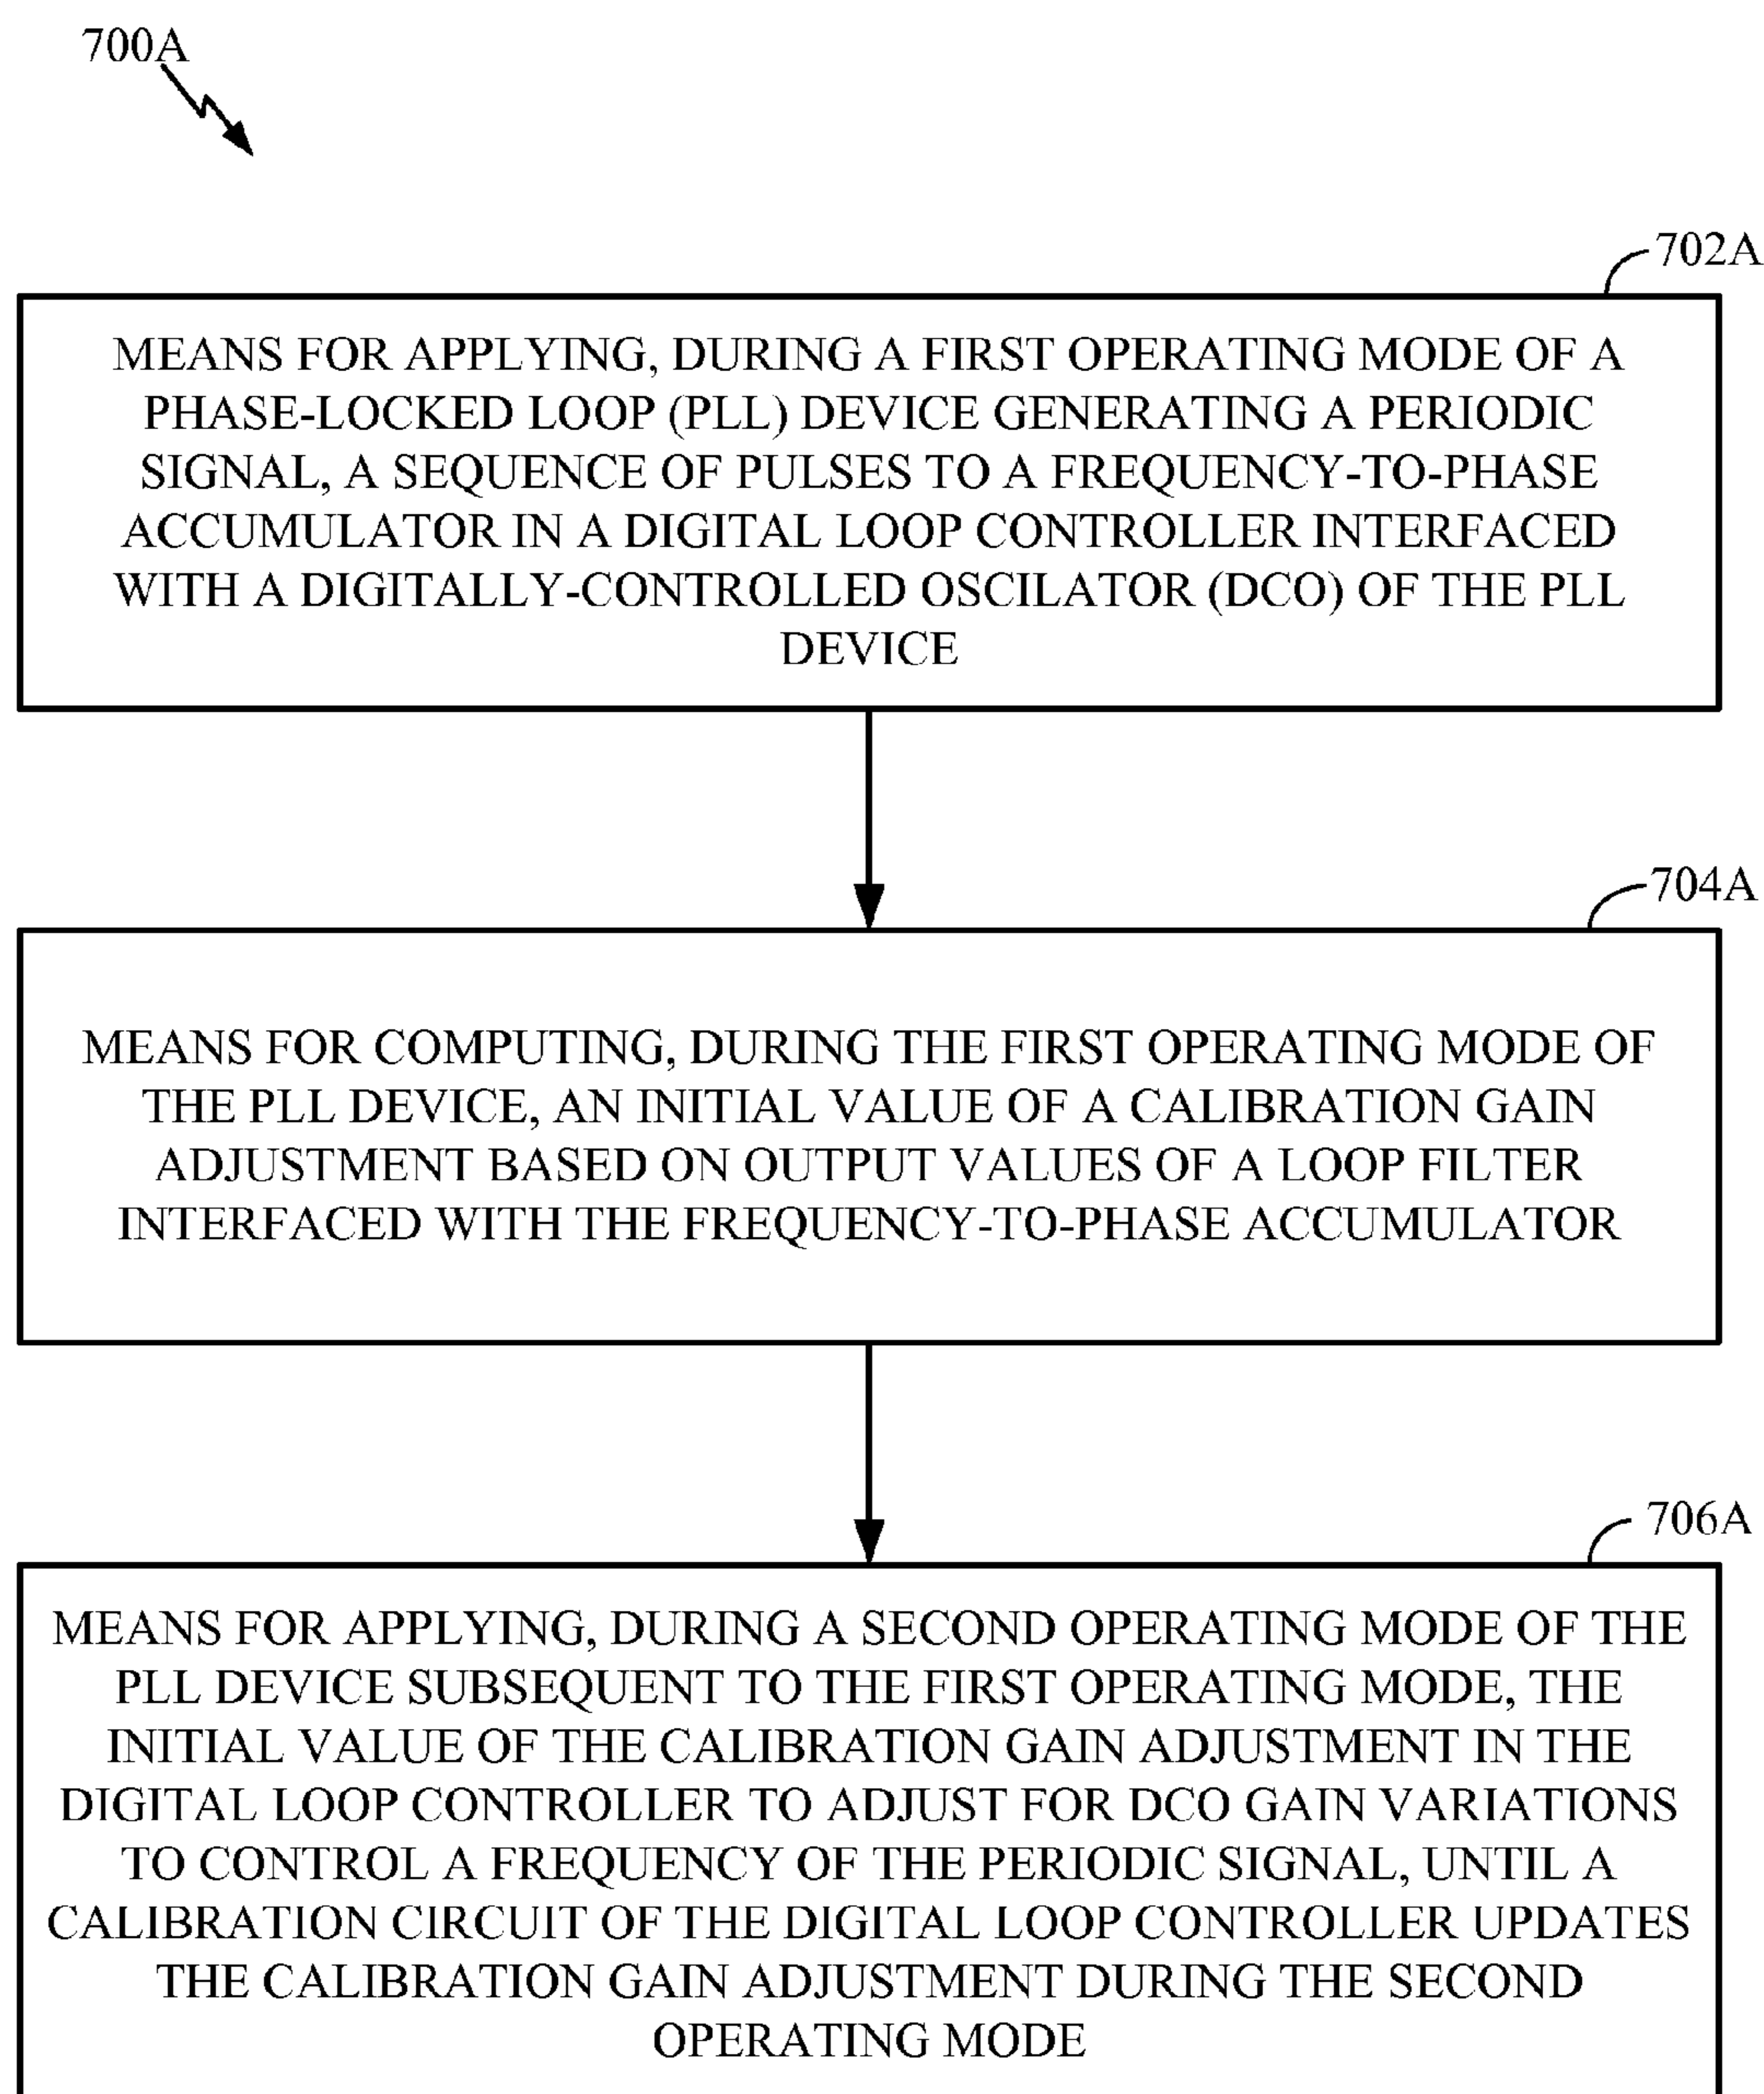 700A
702A
MEANS FOR APPLYING, DURING A FIRST OPERATING MODE OF A
PHASE-LOCKED LOOP (PLL) DEVICE GENERATING A PERIODIC
SIGNAL, A SEQUENCE OF PULSES TO A FREQUENCY-TO-PHASE
ACCUMULATOR IN A DIGITAL LOOP CONTROLLER INTERFACED
WITH A DIGITALLY-CONTROLLED OSCILATOR (DCO) OF THE PLL
DEVICE
704A
MEANS FOR COMPUTING, DURING THE FIRST OPERATING MODE OF
THE PLL DEVICE, AN INITIAL VALUE OF A CALIBRATION GAIN
ADJUSTMENT BASED ON OUTPUT VALUES OF A LOOP FILTER
INTERFACED WITH THE FREQUENCY-TO-PHASE ACCUMULATOR
706A
MEANS FOR APPLYING, DURING A SECOND OPERATING MODE OF THE
PLL DEVICE SUBSEQUENT TO THE FIRST OPERATING MODE, THE
INITIAL VALUE OF THE CALIBRATION GAIN ADJUSTMENT IN THE
DIGITAL LOOP CONTROLLER TO ADJUST FOR DCO GAIN VARIATIONS
TO CONTROL A FREQUENCY OF THE PERIODIC SIGNAL, UNTIL A
CALIBRATION CIRCUIT OF THE DIGITAL LOOP CONTROLLER UPDATES
THE CALIBRATION GAIN ADJUSTMENT DURING THE SECOND
OPERATING MODE